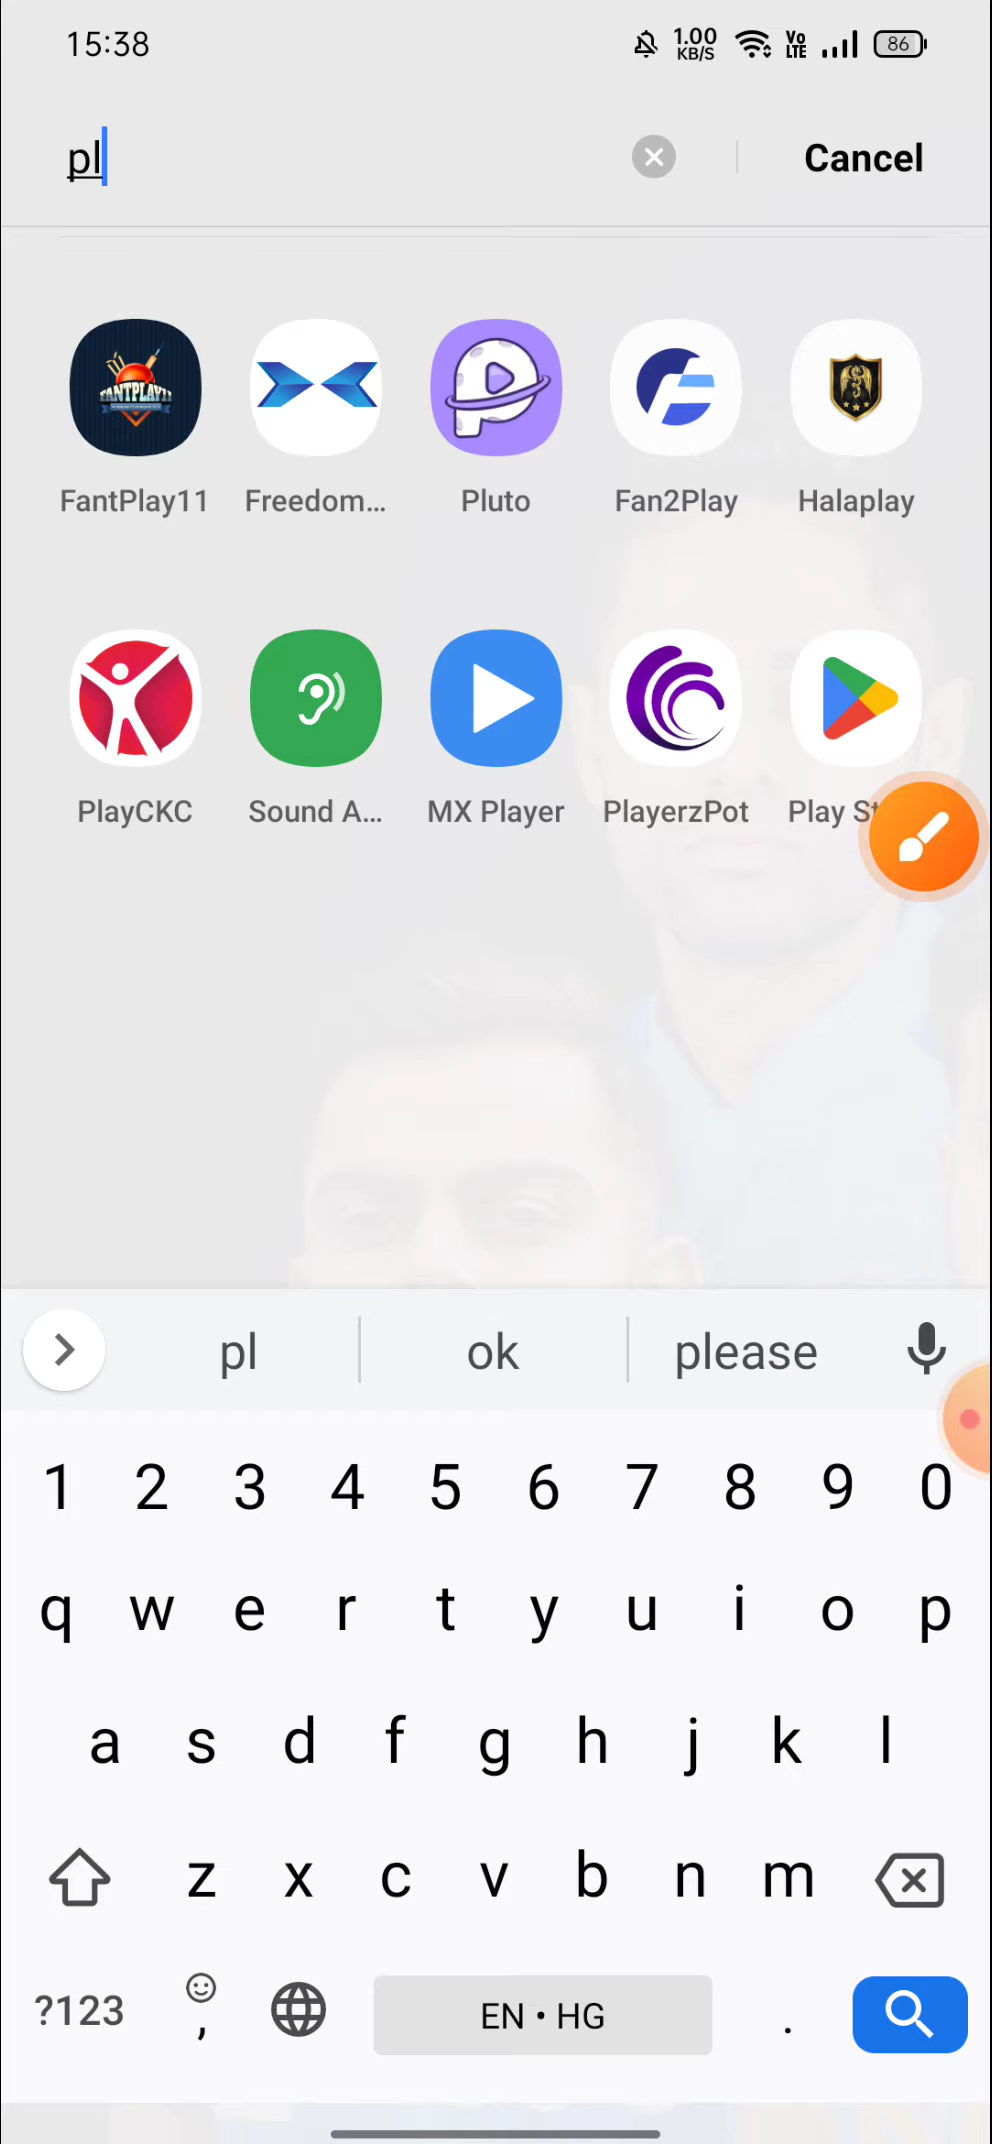 15:38 1.00 KB/S Vo LTE 86
pl Cancel
FANTPLAY11
FantPlay11 Freedom... Pluto Fan2Play Halaplay
PlayCKC Sound A... MX Player PlayerzPot Play St
pl ok please
1 2 3 4 5 6 7 8 9 0
q w e r t y u i o p
a s d f g h j k l
z x c v b n m
?123 , EN • HG .